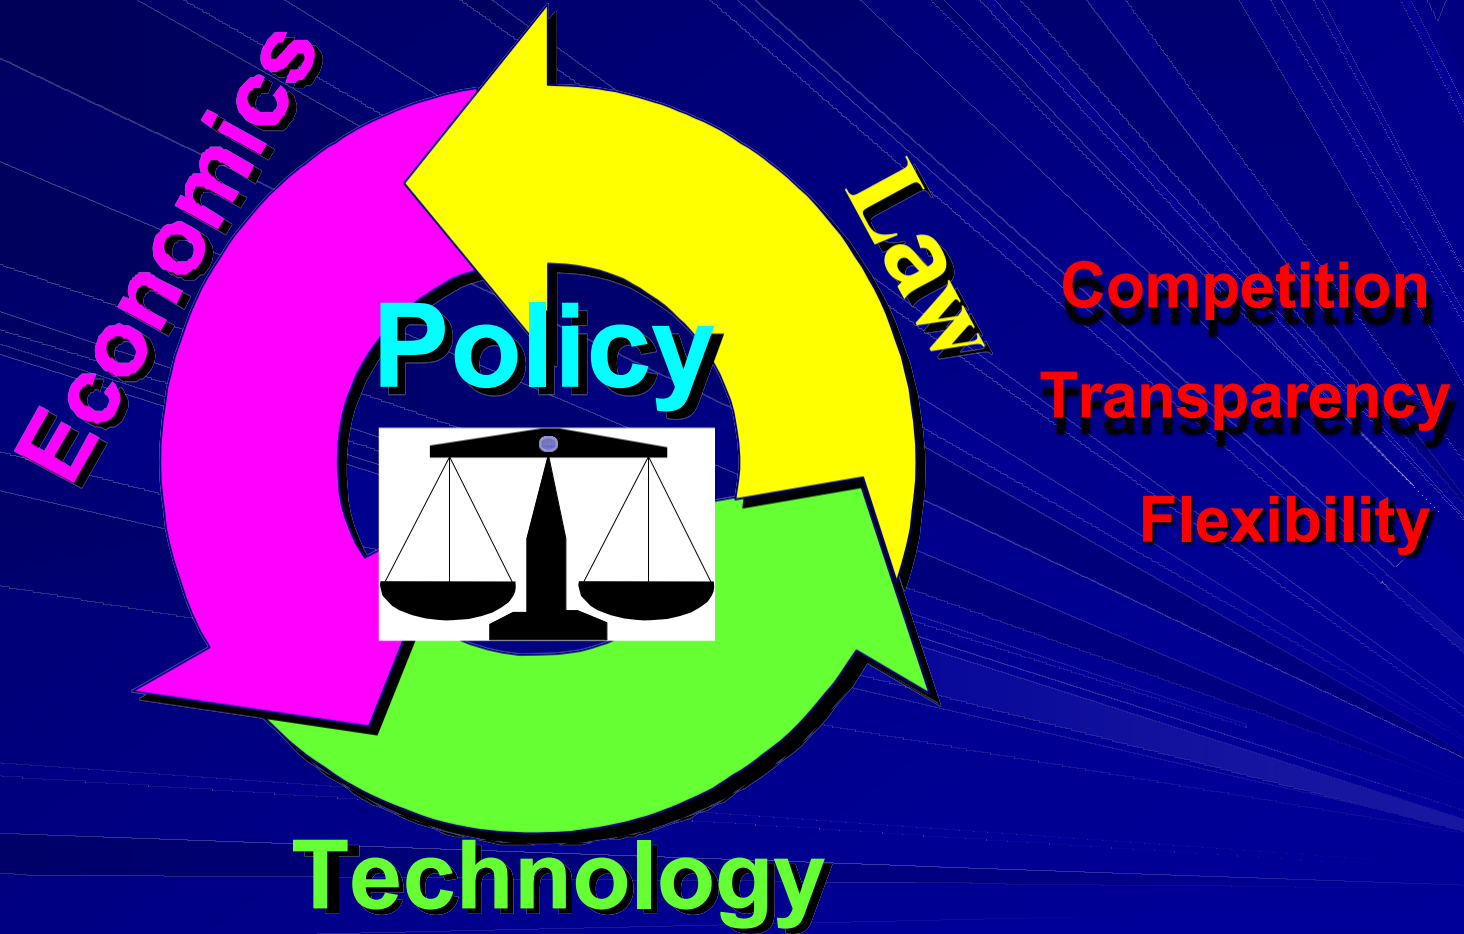 Economics
Law
Policy
Competition
Transparency
Flexibility
Technology